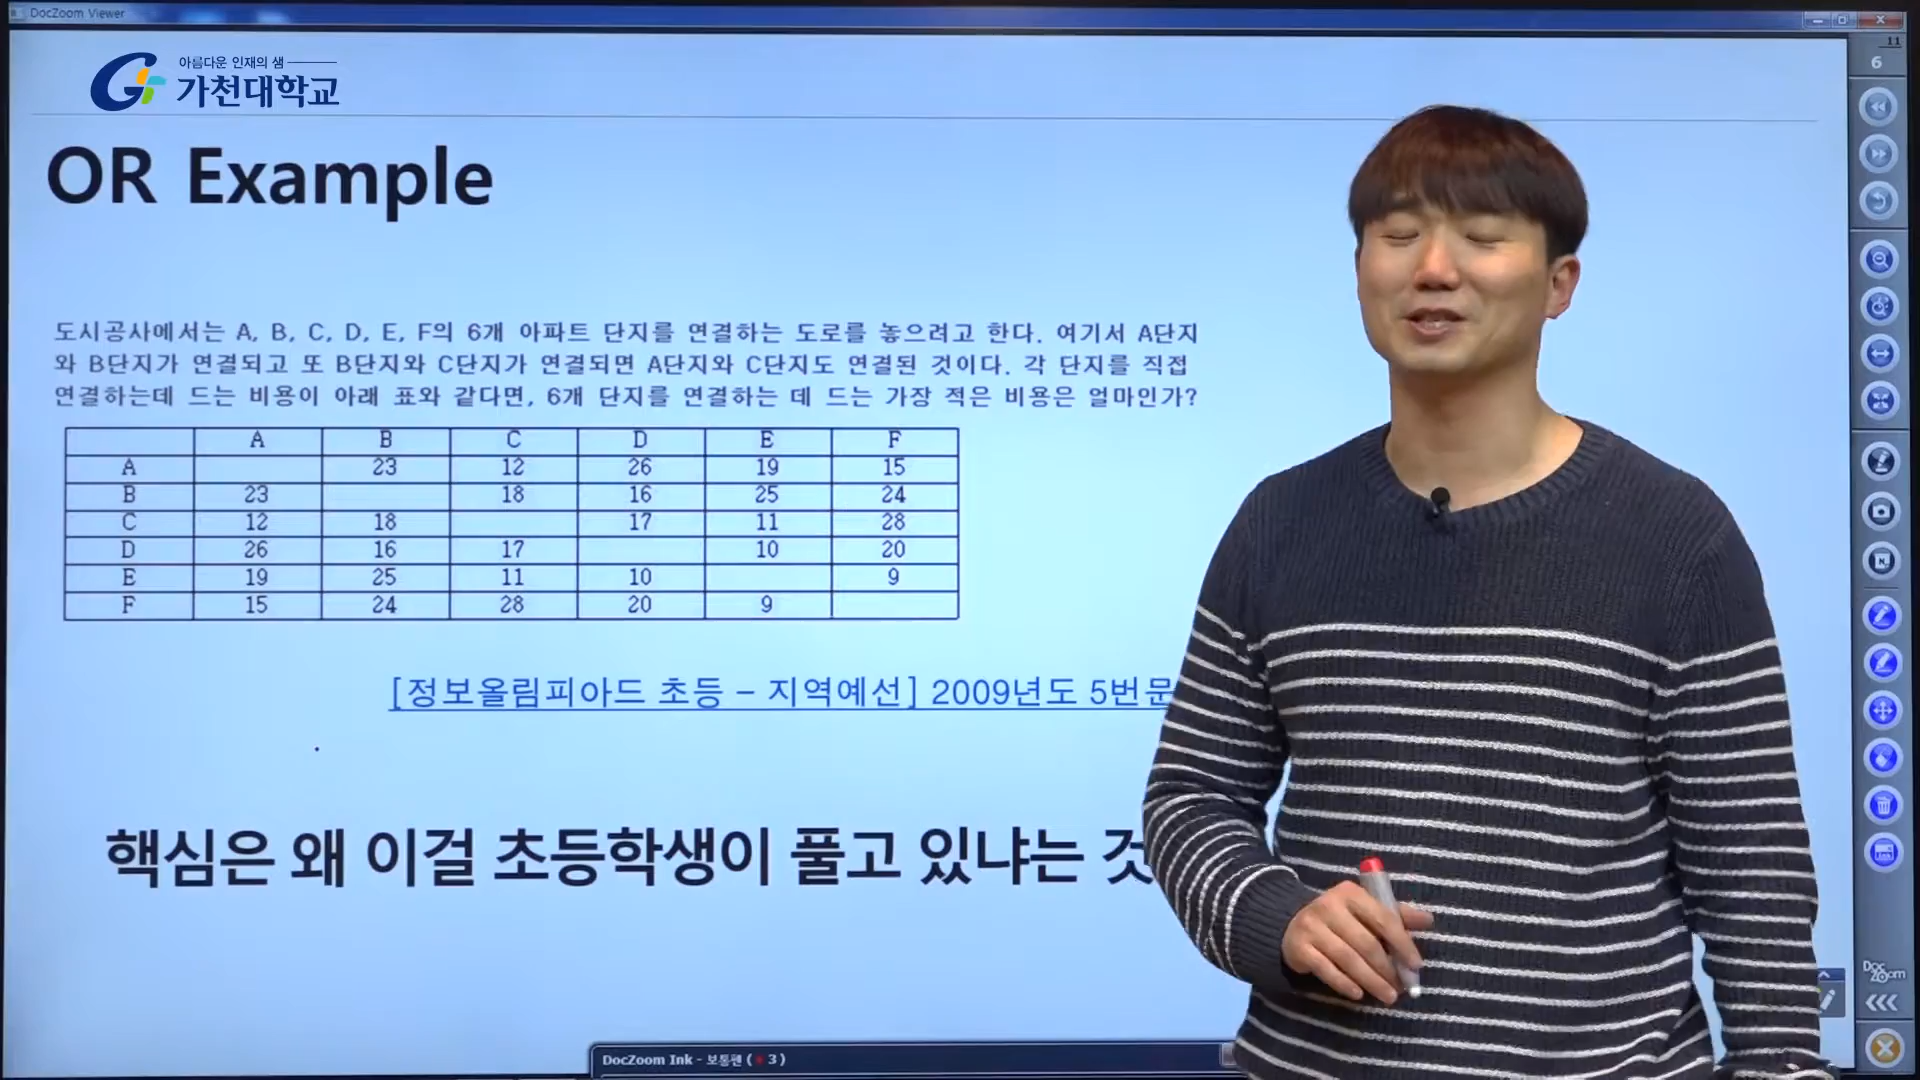 DocZoom Viewer
11
6
아름다운 인재의 샘
가천대학교
OR Example
도시공사에서는 A, B, C, D, E, F의 6개 아파트 단지를 연결하는 도로를 놓으려고 한다. 여기서 A단지
와 B단지가 연결되고 또 B단지와 C단지가 연결되면 A단지와 C단지도 연결된 것이다. 각 단지를 직접
연결하는데 드는 비용이 아래 표와 같다면, 6개 단지를 연결하는 데 드는 가장 적은 비용은 얼마인가?
A B C D E F
A 23 12 26 19 15
B 23 18 16 25 24
C 12 18 17 11 28
D 26 16 17 10 20
E 19 25 11 10 9
F 15 24 28 20 9
[정보올림피아드 초등 – 지역예선] 2009년도 5번문
핵심은 왜 이걸 초등학생이 풀고 있냐는 것
Doc
Zoom
DocZoom Ink - 보통펜 ( 3 )